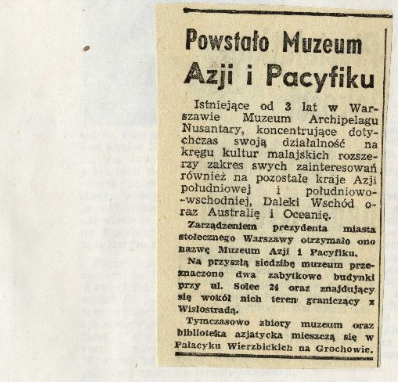 Powstało Muzeum
Azji i Pacyfiku
Istniejące od 3 lat w War-
szawie Muzeum Archipelagu
Nusantary, koncentrujące doty-
chczas swoją działalność na
kręgu kultur malajskich rozsze-
rzy zakres swych zainteresowań
również na pozostałe kraje Azji
południowej i południowo-
-wschodniej, Daleki Wschód o-
raz Australię i Oceanię.
Zarządzeniem prezydenta miasta
stołecznego Warszawy otrzymało ono
nazwę Muzeum Azji i Pacyfiku.
Na przyszłą siedzibę muzeum prze-
znaczono dwa zabytkowe budynki
przy ul. Solec 24 oraz znajdujący
się wokół nich teren graniczący z
Wisłostradą.
Tymczasowo zbiory muzeum oraz
biblioteka azjatycka mieszczą się w
Pałacyku Wierzbickich na Grochowie.